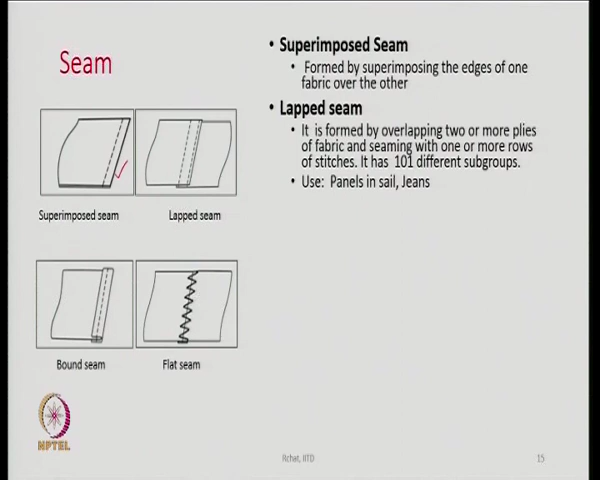 Seam
Superimposed seam
Lapped seam
Bound seam
Flat seam
• Superimposed Seam
• Formed by superimposing the edges of one
fabric over the other
• Lapped seam
• It is formed by overlapping two or more plies
of fabric and seaming with one or more rows
of stitches. It has 101 different subgroups.
• Use: Panels in sail, Jeans
NPTEL
Rchat, IITD
15